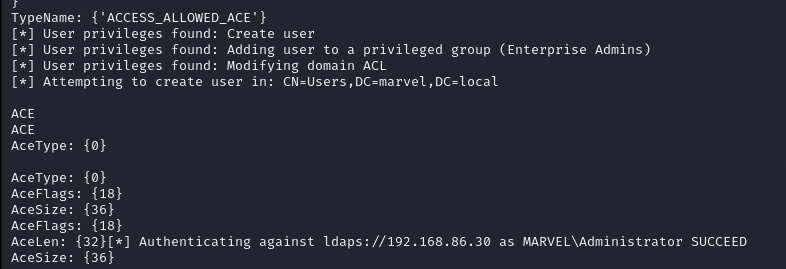 }
TypeName: {'ACCESS_ALLOWED_ACE'}
[*] User privileges found: Create user
[*] User privileges found: Adding user to a privileged group (Enterprise Admins)
[*] User privileges found: Modifying domain ACL
[*] Attempting to create user in: CN=Users,DC=marvel,DC=local
ACE
ACE
AceType: {0}
AceType: {0}
AceFlags: {18}
AceSize: {36}
AceFlags: {18}
AceLen: {32}[*] Authenticating against ldaps://192.168.86.30 as MARVEL\Administrator SUCCEED
AceSize: {36}